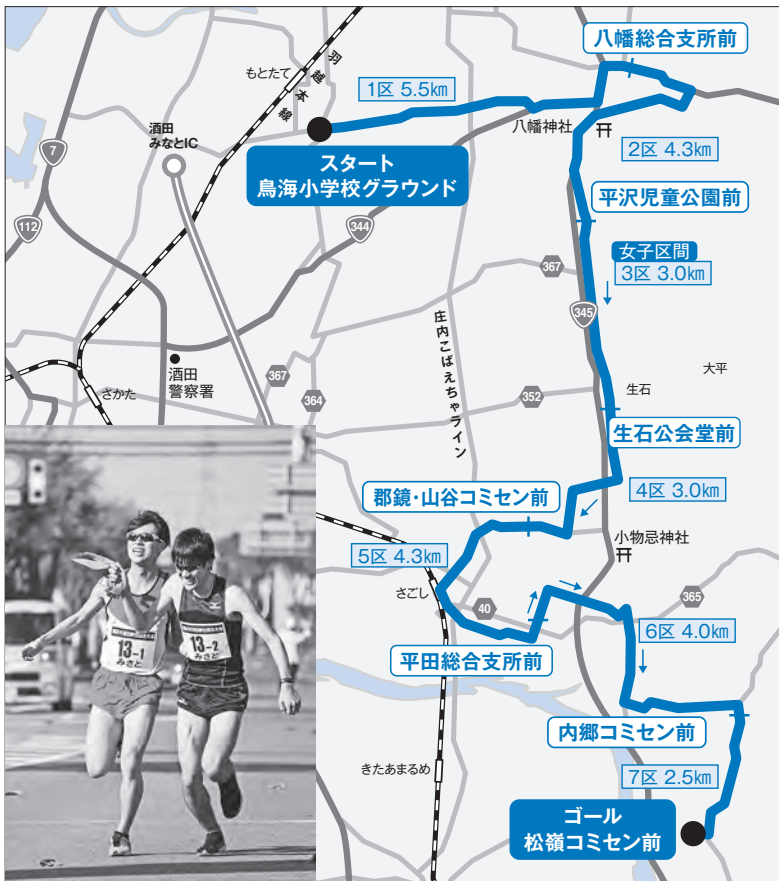 八幡総合支所前
もとたて
羽越本線
1区 5.5km
酒田
みなとIC
八幡神社
7
スタート
鳥海小学校グラウンド
2区 4.3km
平沢児童公園前
112
344
女子区間
3区 3.0km
367
345
庄内こばえちゃライン
大平
酒田
警察署
367
生石
さかた
364
352
生石公会堂前
郡鏡・山谷コミセン前
4区 3.0km
小物忌神社
5区 4.3km
さごし
40
365
6区 4.0km
平田総合支所前
内郷コミセン前
きたあまるめ
7区 2.5km
ゴール
松嶺コミセン前
13-1
みさと
13-2
みさと